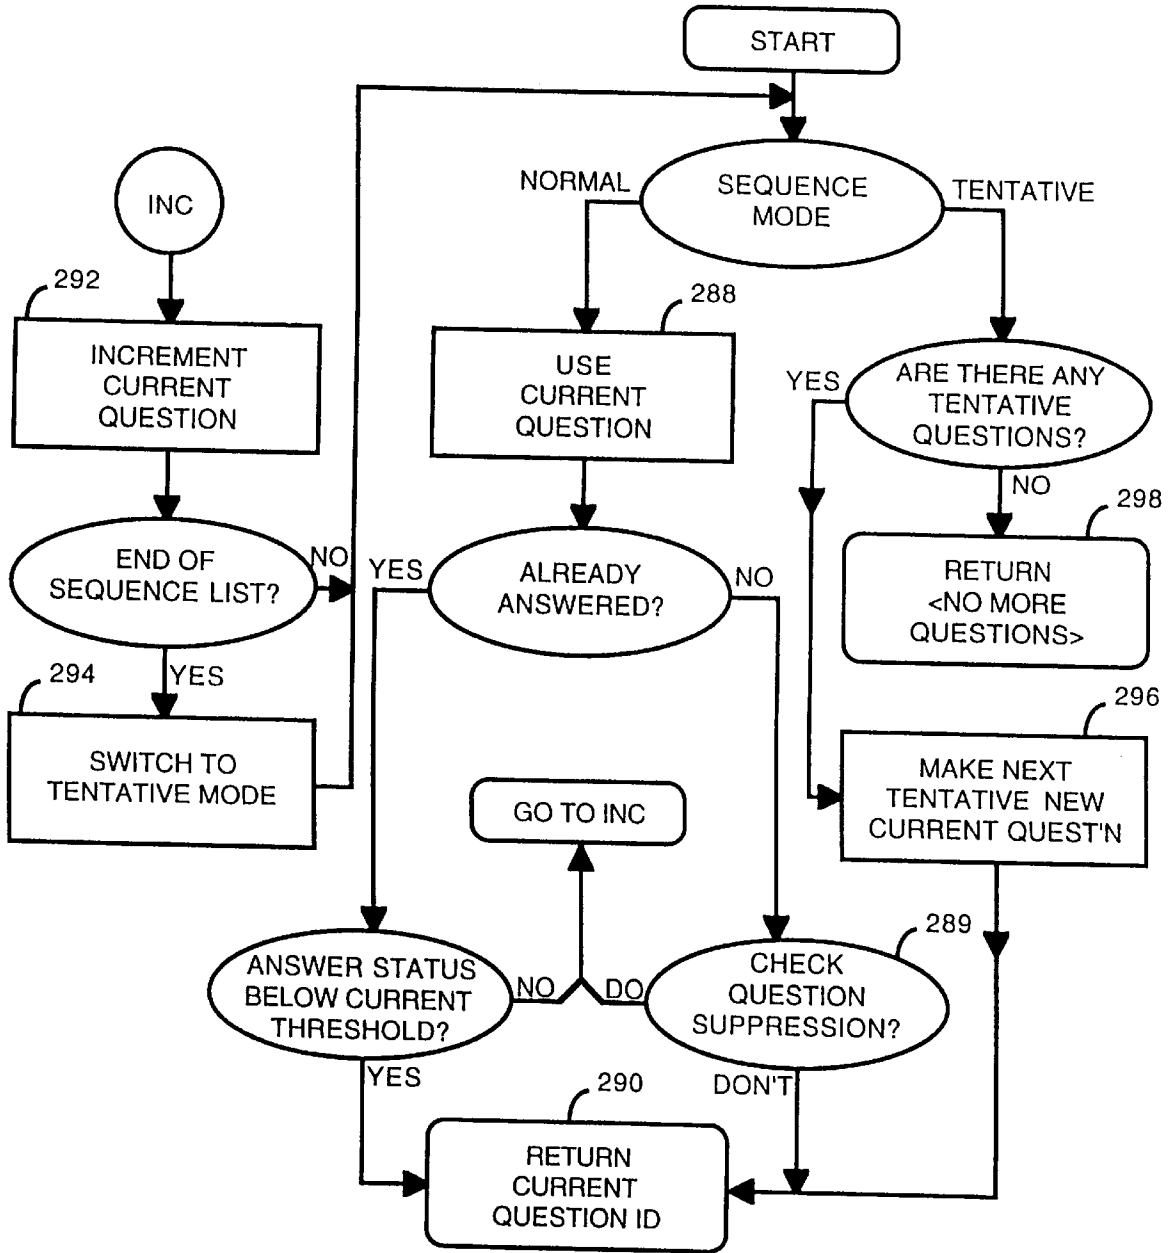 START
NORMAL
SEQUENCE
MODE
TENTATIVE
INC
292
INCREMENT
CURRENT
QUESTION
288
USE
CURRENT
QUESTION
YES
ARE THERE ANY
TENTATIVE
QUESTIONS?
NO
298
RETURN
<NO MORE
QUESTIONS>
END OF
SEQUENCE LIST?
NO
YES
YES
ALREADY
ANSWERED?
NO
294
SWITCH TO
TENTATIVE MODE
296
MAKE NEXT
TENTATIVE NEW
CURRENT QUEST'N
GO TO INC
ANSWER STATUS
BELOW CURRENT
THRESHOLD?
NO
DO
289
CHECK
QUESTION
SUPPRESSION?
YES
DON'T
290
RETURN
CURRENT
QUESTION ID